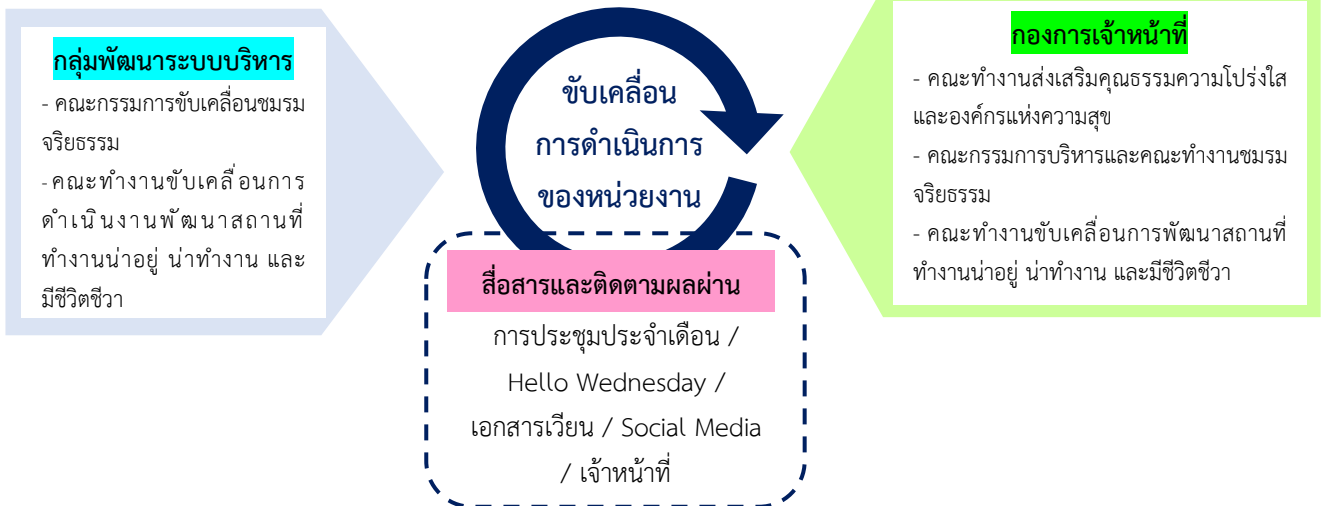 กลุ่มพัฒนาระบบบริหาร
- คณะกรรมการขับเคลื่อนชมรม
จริยธรรม
- คณะทำงานขับเคลื่อนการ
ดำเนินงานพัฒนาสถานที่
ทำงานน่าอยู่ น่าทำงาน และ
มีชีวิตชีวา
ขับเคลื่อน
การดำเนินการ
ของหน่วยงาน
สื่อสารและติดตามผลผ่าน
การประชุมประจำเดือน /
Hello Wednesday /
เอกสารเวียน / Social Media
/ เจ้าหน้าที่
กองการเจ้าหน้าที่
- คณะทำงานส่งเสริมคุณธรรมความโปร่งใส
และองค์กรแห่งความสุข
- คณะกรรมการบริหารและคณะทำงานชมรม
จริยธรรม
- คณะทำงานขับเคลื่อนการพัฒนาสถานที่
ทำงานน่าอยู่ น่าทำงาน และมีชีวิตชีวา